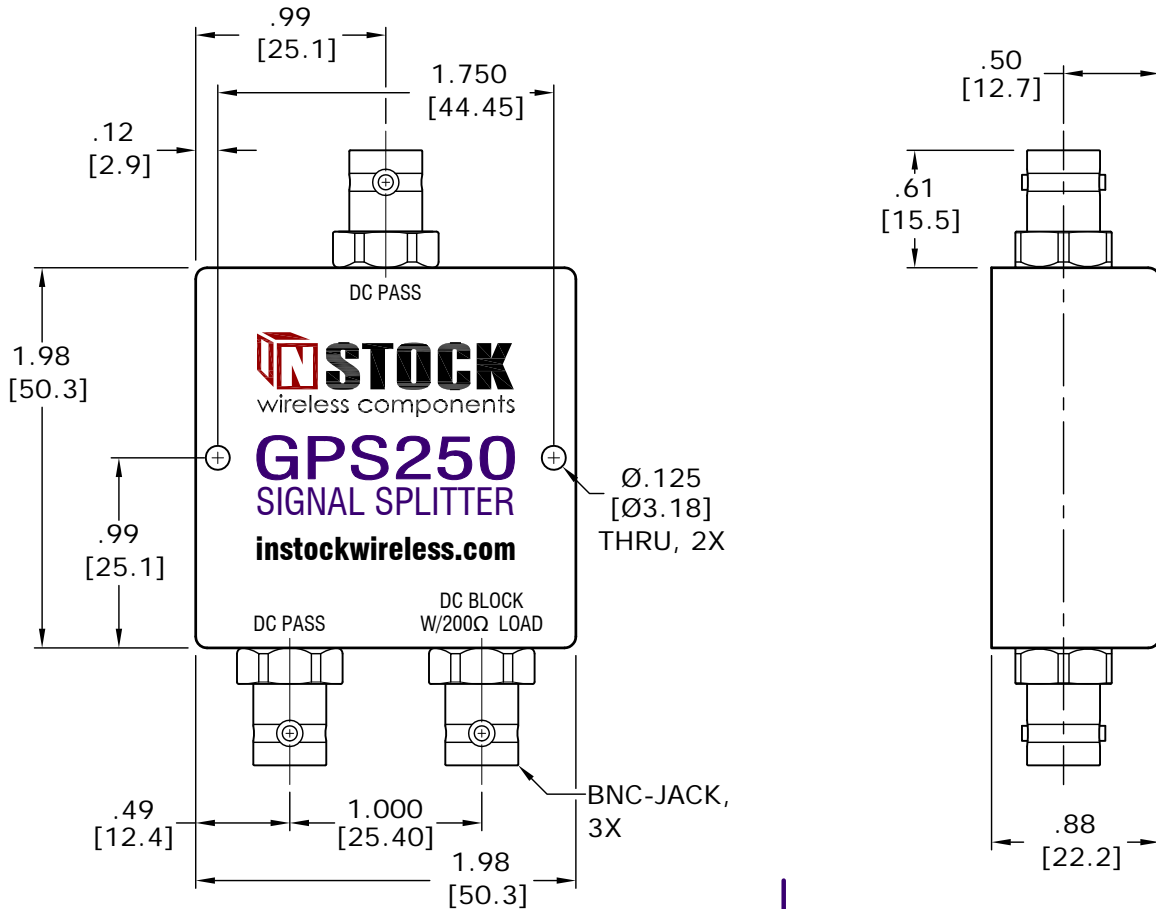 .99
[25.1]
1.750
[44.45]
.12
[2.9]
.50
[12.7]
.61
[15.5]
DC PASS
1.98
[50.3]
IN STOCK
wireless components
GPS250
SIGNAL SPLITTER
instockwireless.com
Ø.125
[Ø3.18]
THRU, 2X
.99
[25.1]
DC PASS
DC BLOCK
W/200Ω LOAD
BNC-JACK,
3X
.49
[12.4]
1.000
[25.40]
1.98
[50.3]
.88
[22.2]